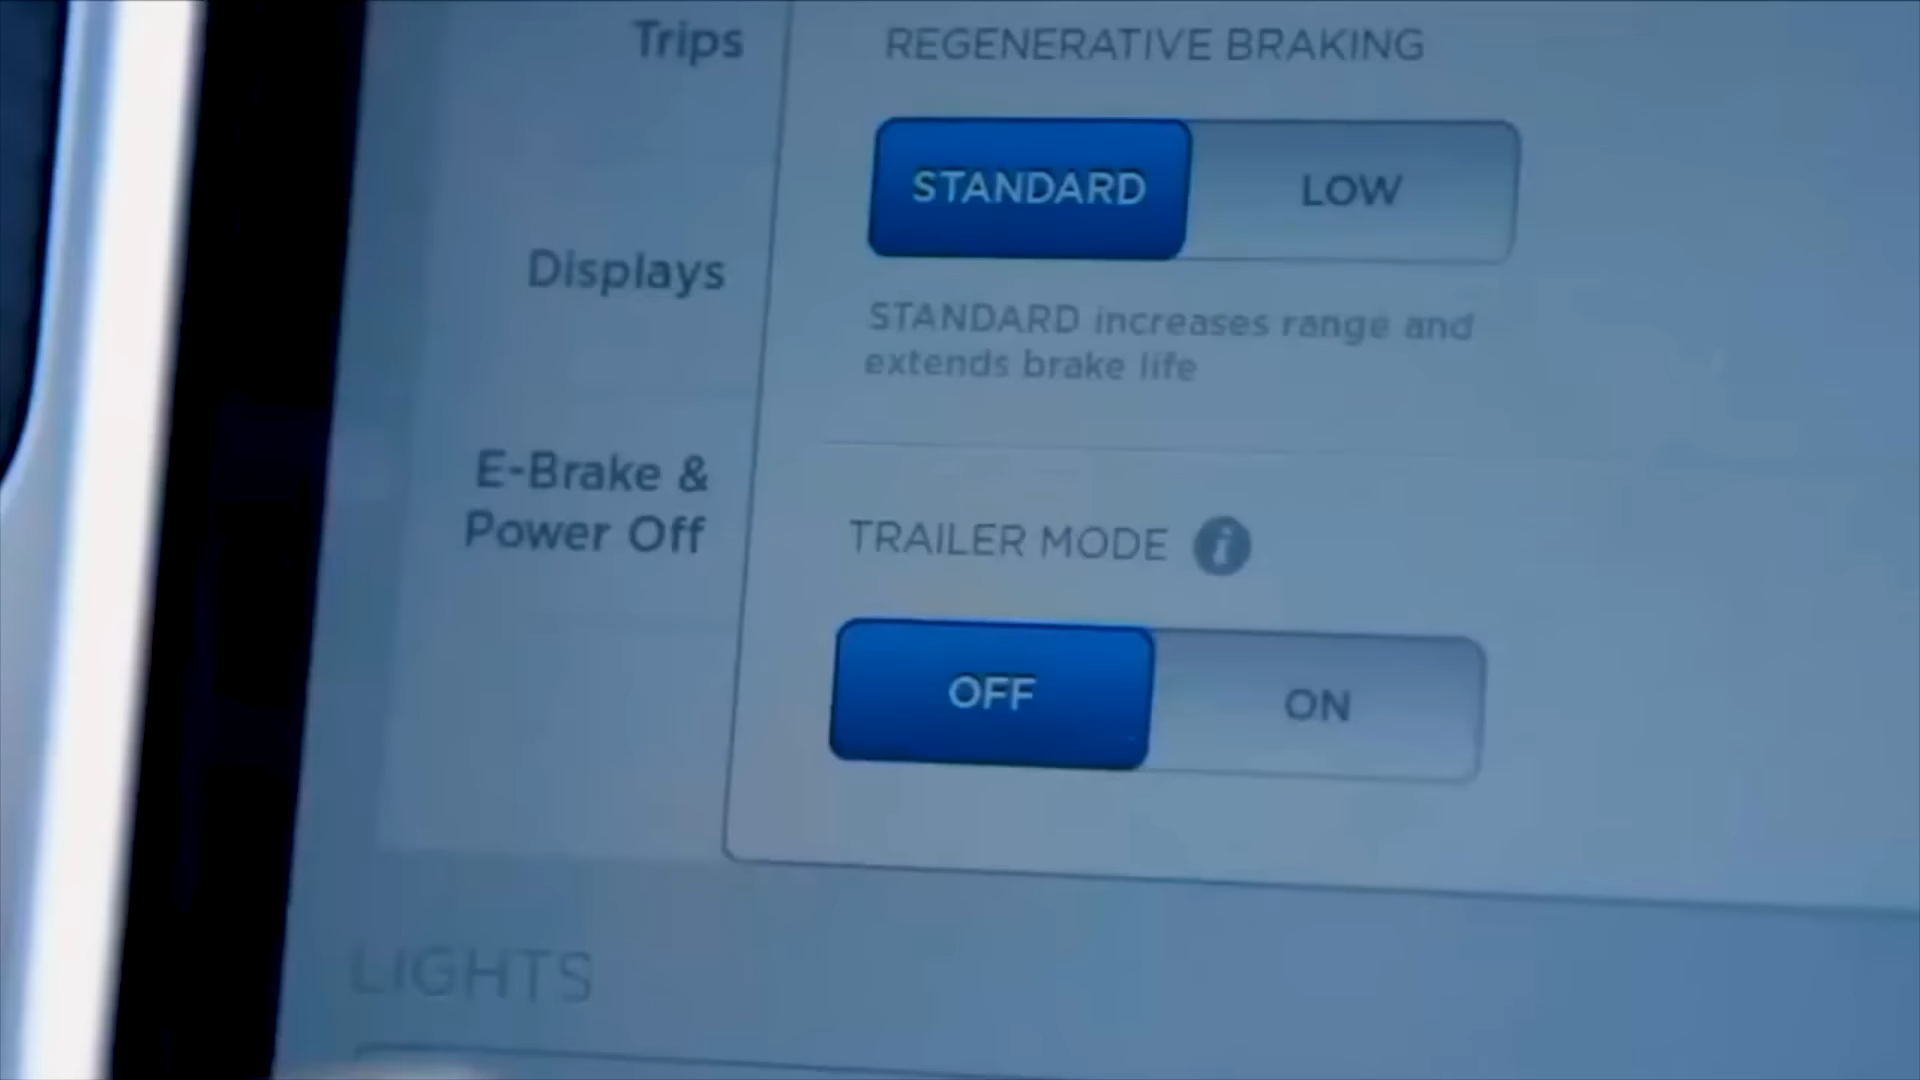 Trips
Displays
E-Brake &
Power Off
REGENERATIVE BRAKING
STANDARD LOW
STANDARD increases range and
extends brake life
TRAILER MODE i
OFF ON
LIGHTS